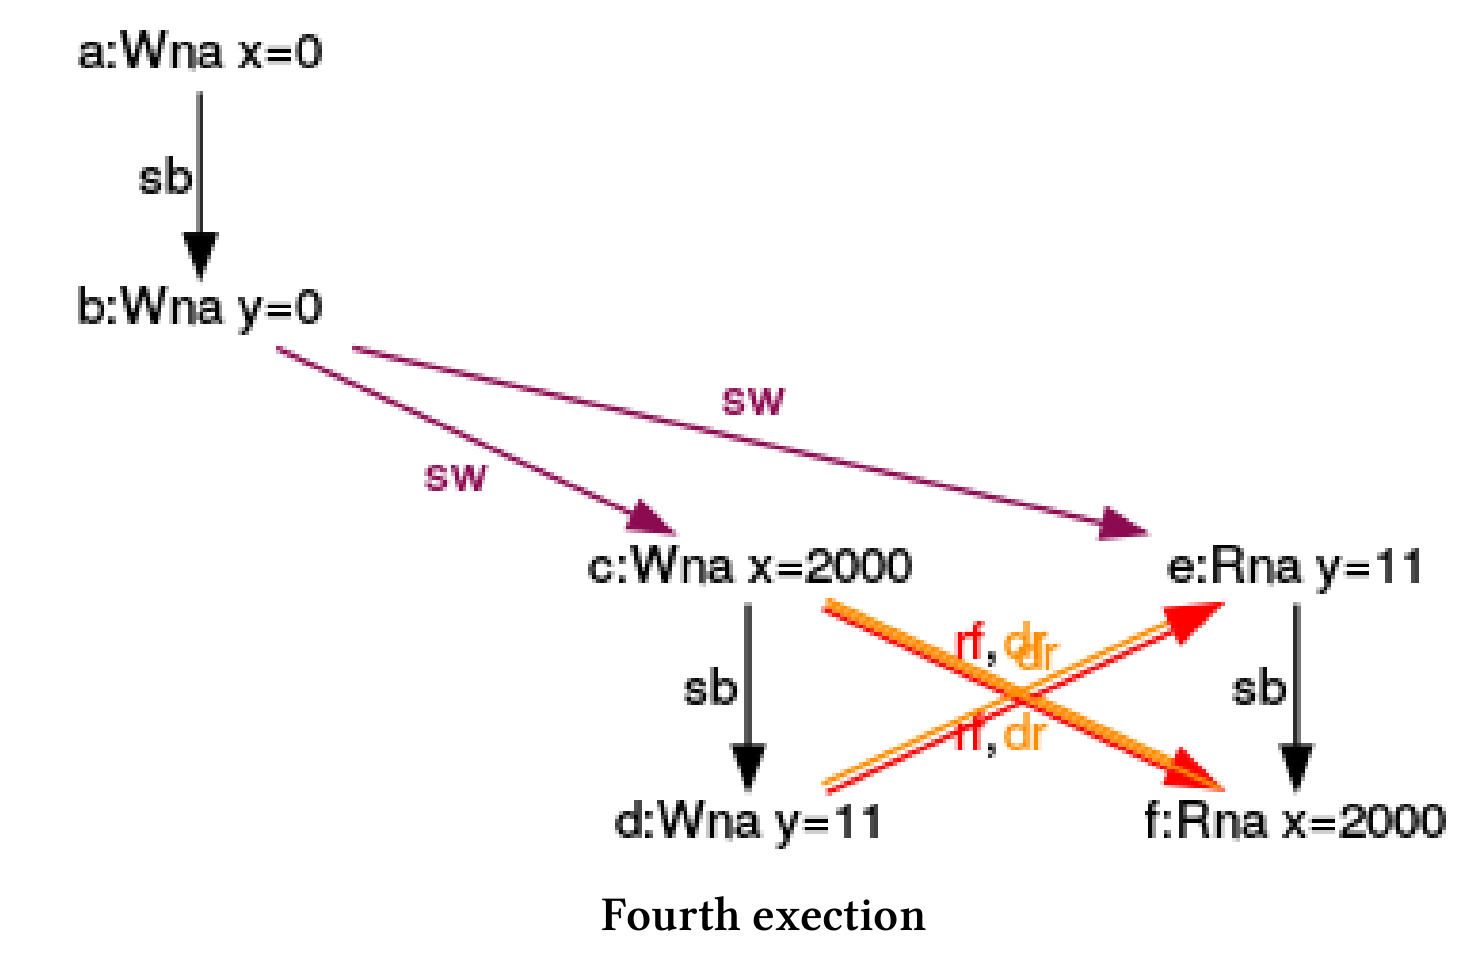 a:Wna x=0
sb
b:Wna y=0
sw
sw
c:Wna x=2000 e:Rna y=11
rf, dr
dr
sb sb
rf, dr
d:Wna y=11 f:Rna x=2000
Fourth exection